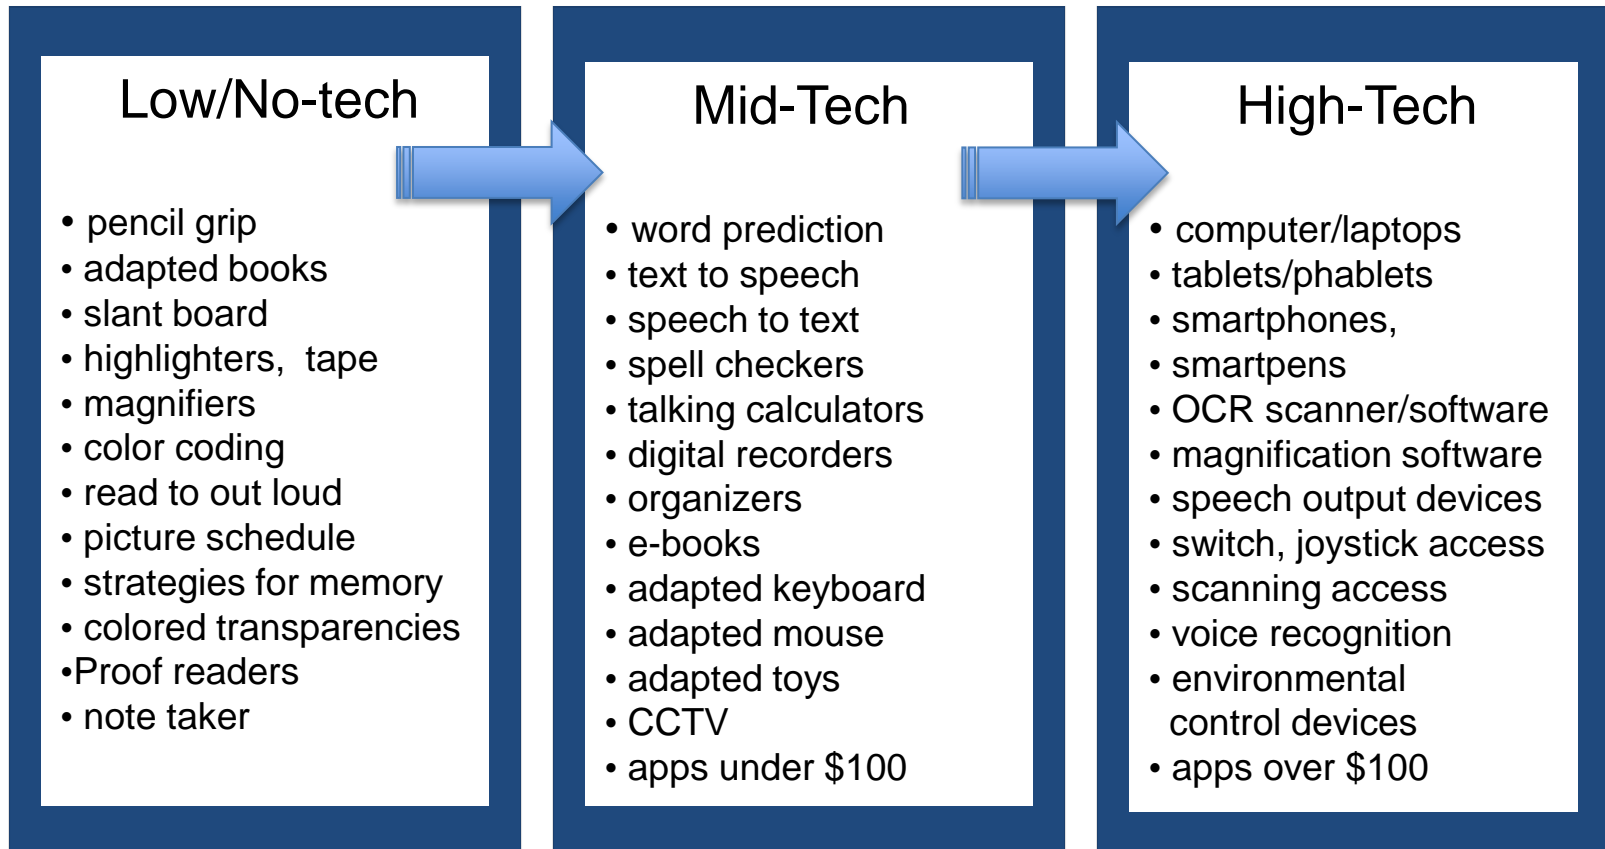 Low/No-tech
• pencil grip
• adapted books
• slant board
• highlighters,  tape
• magnifiers
• color coding
• read to out loud
• picture schedule
• strategies for memory
• colored transparencies
•Proof readers
• note taker
Mid-Tech
• word prediction
• text to speech
• speech to text
• spell checkers
• talking calculators
• digital recorders
• organizers
• e-books
• adapted keyboard
• adapted mouse
• adapted toys
• CCTV
• apps under $100
High-Tech
• computer/laptops
• tablets/phablets
• smartphones,
• smartpens
• OCR scanner/software
• magnification software
• speech output devices
• switch, joystick access
• scanning access
• voice recognition
• environmental
control devices
• apps over $100